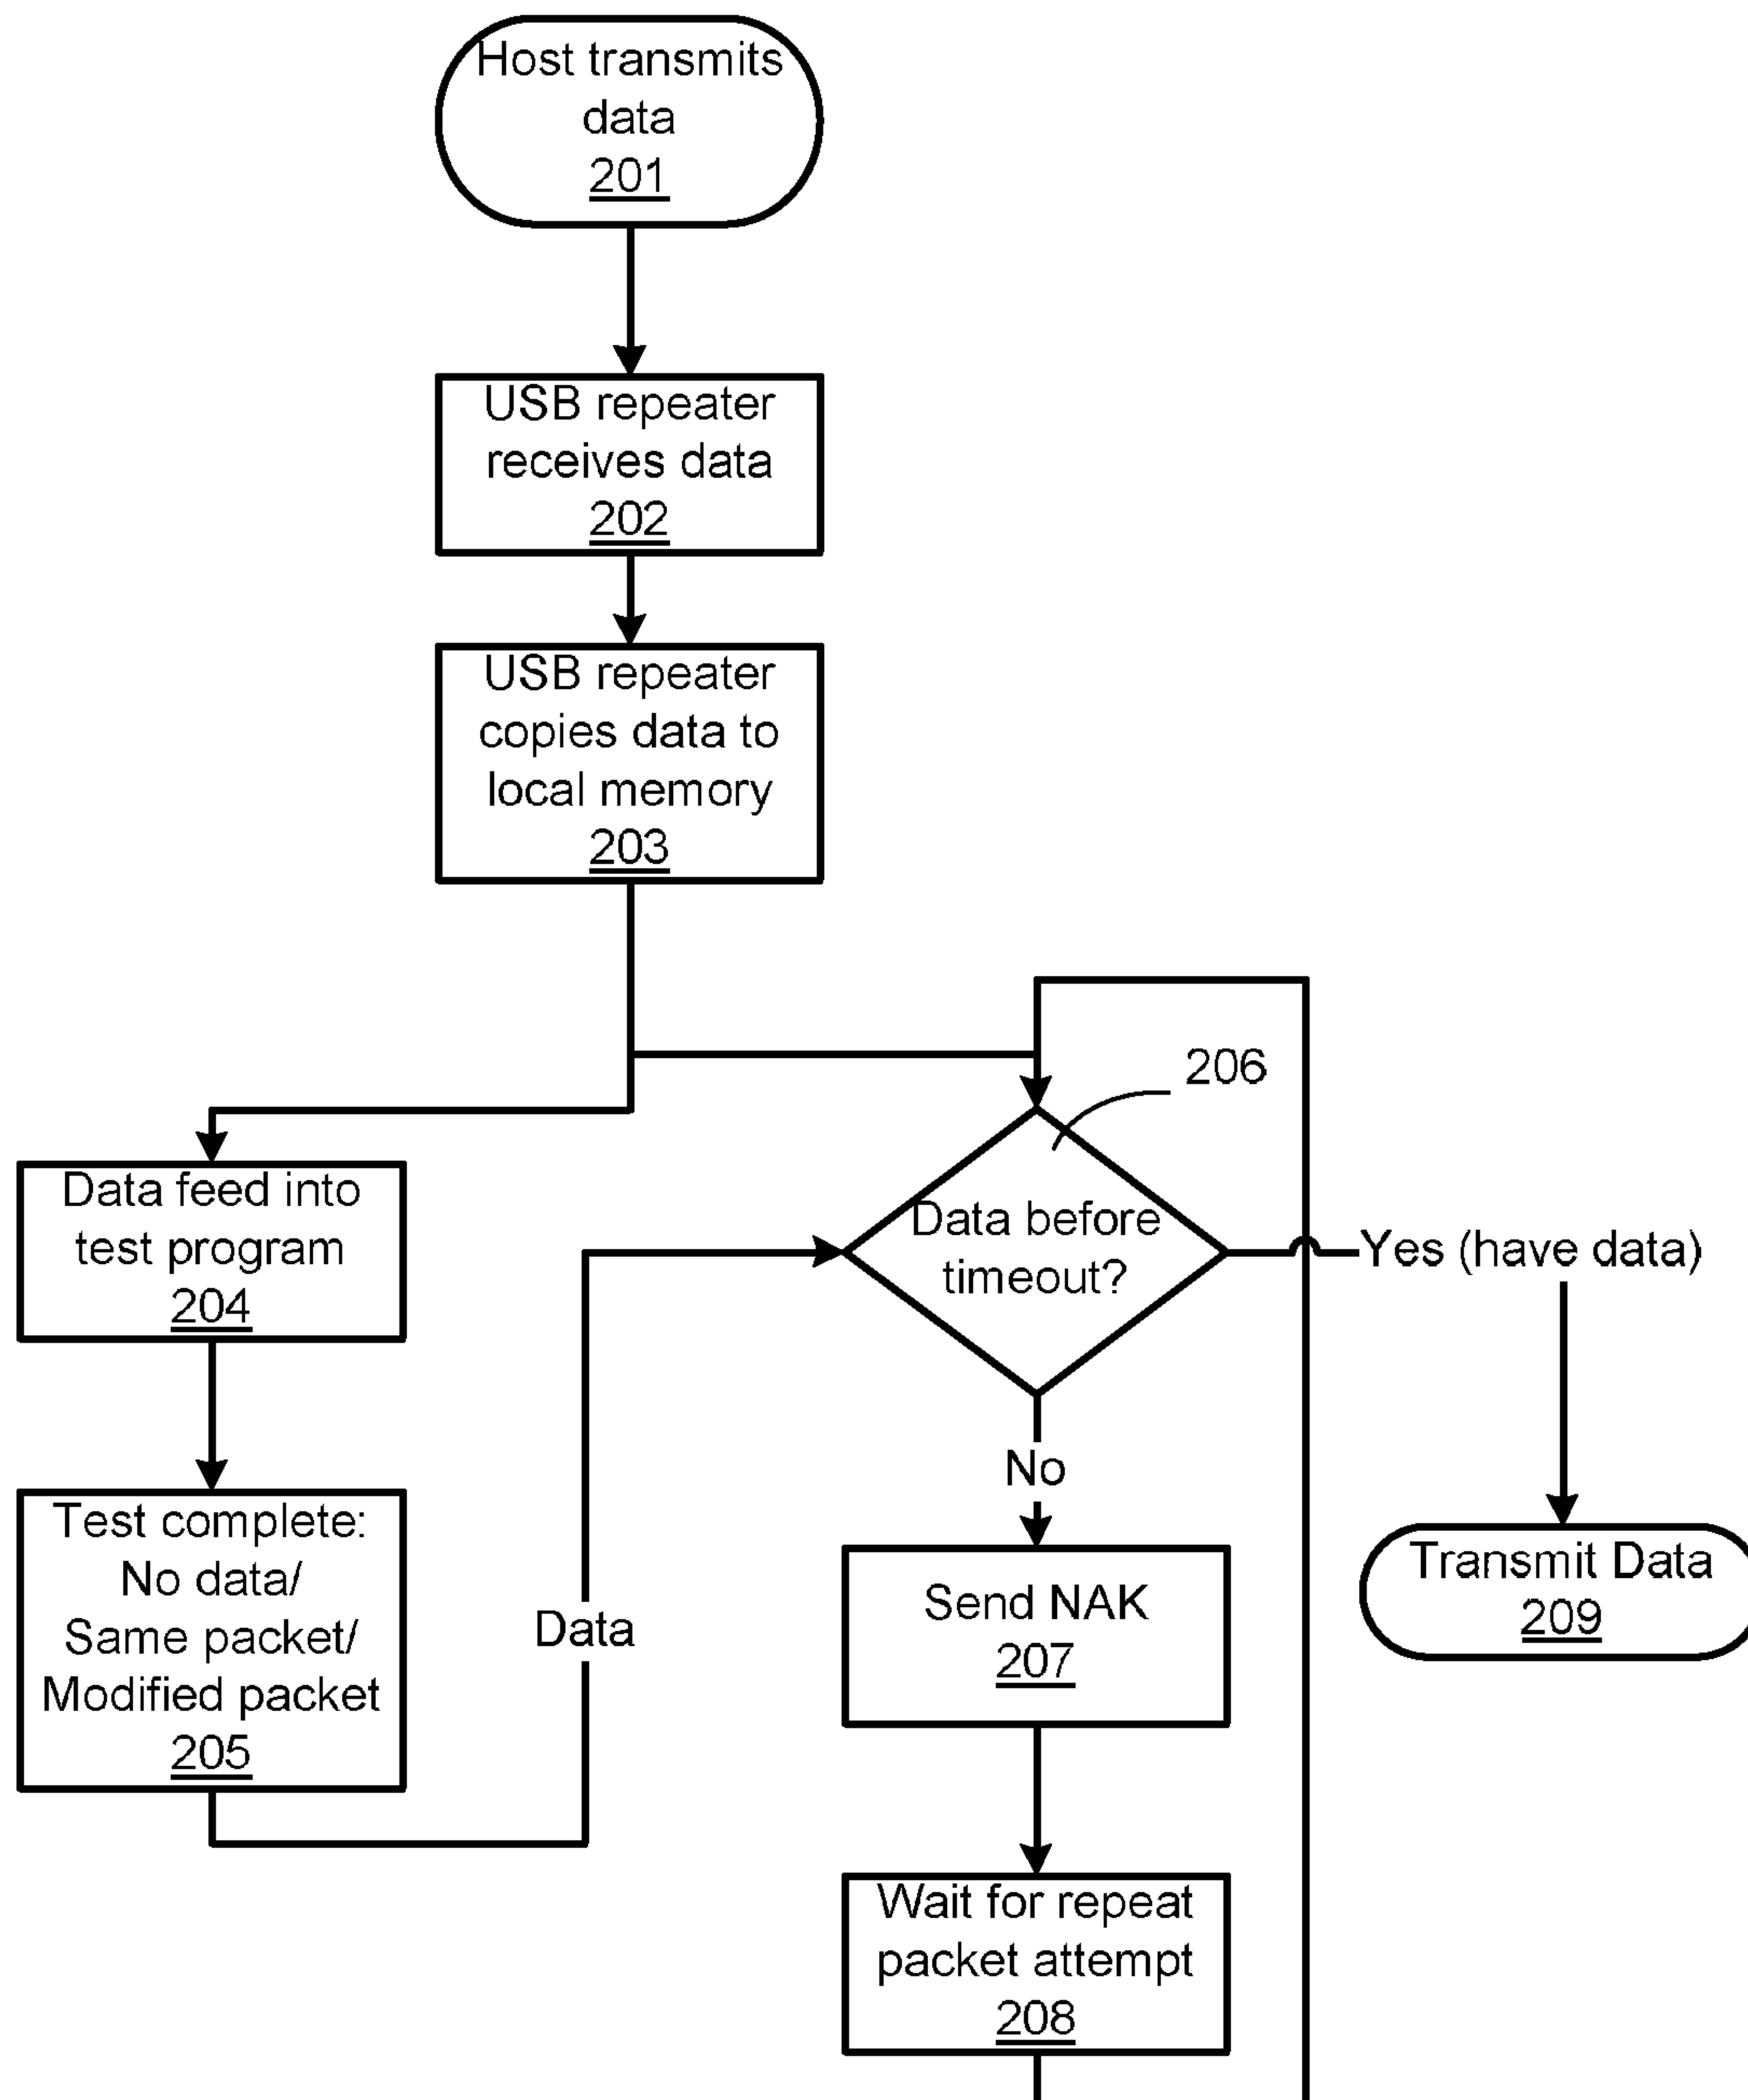 Host transmits
data
201
USB repeater
receives data
202
USB repeater
copies data to
local memory
203
206
Data feed into
test program
204
Data before
timeout?
Yes (have data)
No
Test complete:
No data/
Same packet/
Modified packet
205
Data
Send NAK
207
Transmit Data
209
Wait for repeat
packet attempt
208